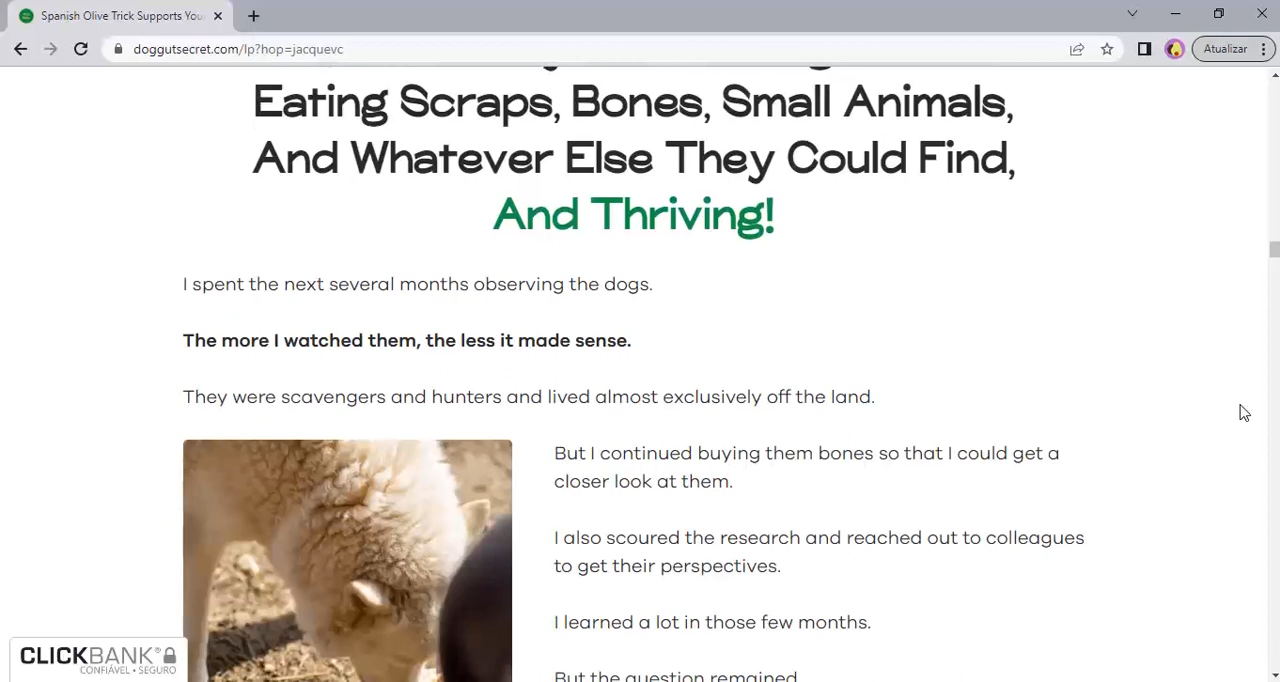 Spanish Olive Trick Supports You
doggutsecret.com/lp?hop=jacquevc
Atualizar
Eating Scraps, Bones, Small Animals,
And Whatever Else They Could Find,
And Thriving!
I spent the next several months observing the dogs.
The more I watched them, the less it made sense.
They were scavengers and hunters and lived almost exclusively off the land.
But I continued buying them bones so that I could get a
closer look at them.
I also scoured the research and reached out to colleagues
to get their perspectives.
I learned a lot in those few months.
But the question remained
CLICKBANK®
CONFIÁVEL • SEGURO